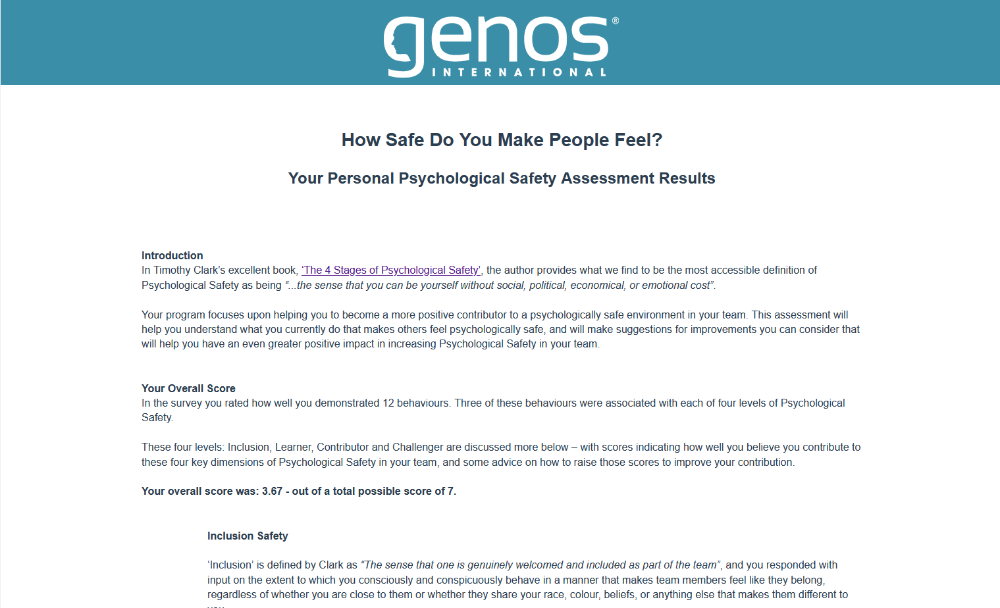 genos®
INTERNATIONAL
How Safe Do You Make People Feel?
Your Personal Psychological Safety Assessment Results
Introduction
In Timothy Clark’s excellent book, ‘The 4 Stages of Psychological Safety’, the author provides what we find to be the most accessible definition of
Psychological Safety as being “...the sense that you can be yourself without social, political, economical, or emotional cost”.
Your program focuses upon helping you to become a more positive contributor to a psychologically safe environment in your team. This assessment will
help you understand what you currently do that makes others feel psychologically safe, and will make suggestions for improvements you can consider that
will help you have an even greater positive impact in increasing Psychological Safety in your team.
Your Overall Score
In the survey you rated how well you demonstrated 12 behaviours. Three of these behaviours were associated with each of four levels of Psychological
Safety.
These four levels: Inclusion, Learner, Contributor and Challenger are discussed more below – with scores indicating how well you believe you contribute to
these four key dimensions of Psychological Safety in your team, and some advice on how to raise those scores to improve your contribution.
Your overall score was: 3.67 - out of a total possible score of 7.
Inclusion Safety
‘Inclusion’ is defined by Clark as “The sense that one is genuinely welcomed and included as part of the team”, and you responded with
input on the extent to which you consciously and conspicuously behave in a manner that makes team members feel like they belong,
regardless of whether you are close to them or whether they share your race, colour, beliefs, or anything else that makes them different to